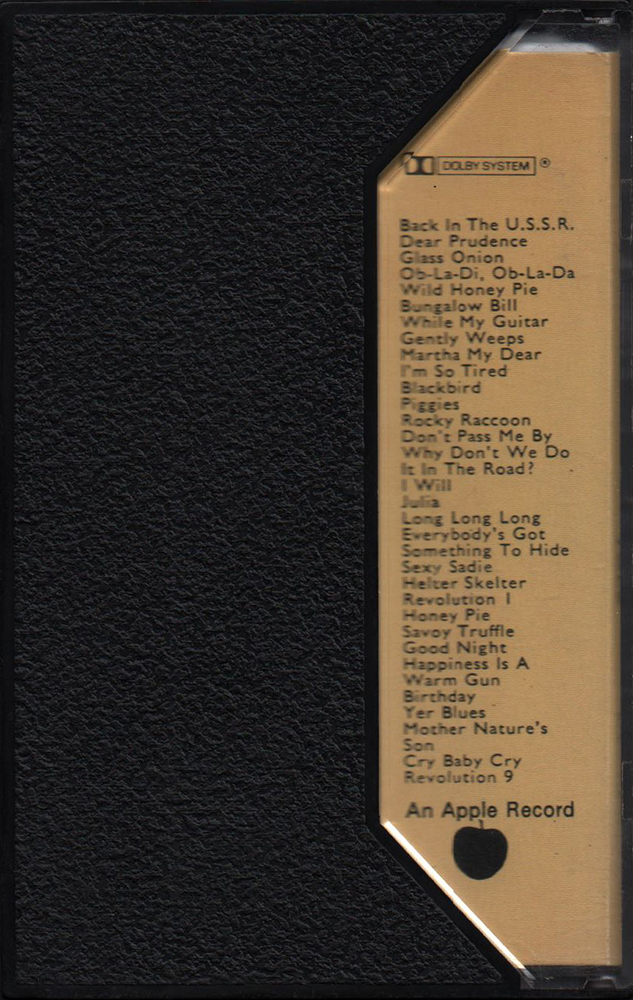 DOLBY SYSTEM ®
Back In The U.S.S.R.
Dear Prudence
Glass Onion
Ob-La-Di, Ob-La-Da
Wild Honey Pie
Bungalow Bill
While My Guitar
Gently Weeps
Martha My Dear
I'm So Tired
Blackbird
Piggies
Rocky Raccoon
Don't Pass Me By
Why Don't We Do
It In The Road?
I Will
Julia
Long Long Long
Everybody's Got
Something To Hide
Sexy Sadie
Helter Skelter
Revolution 1
Honey Pie
Savoy Truffle
Good Night
Happiness Is A
Warm Gun
Birthday
Yer Blues
Mother Nature's
Son
Cry Baby Cry
Revolution 9
An Apple Record